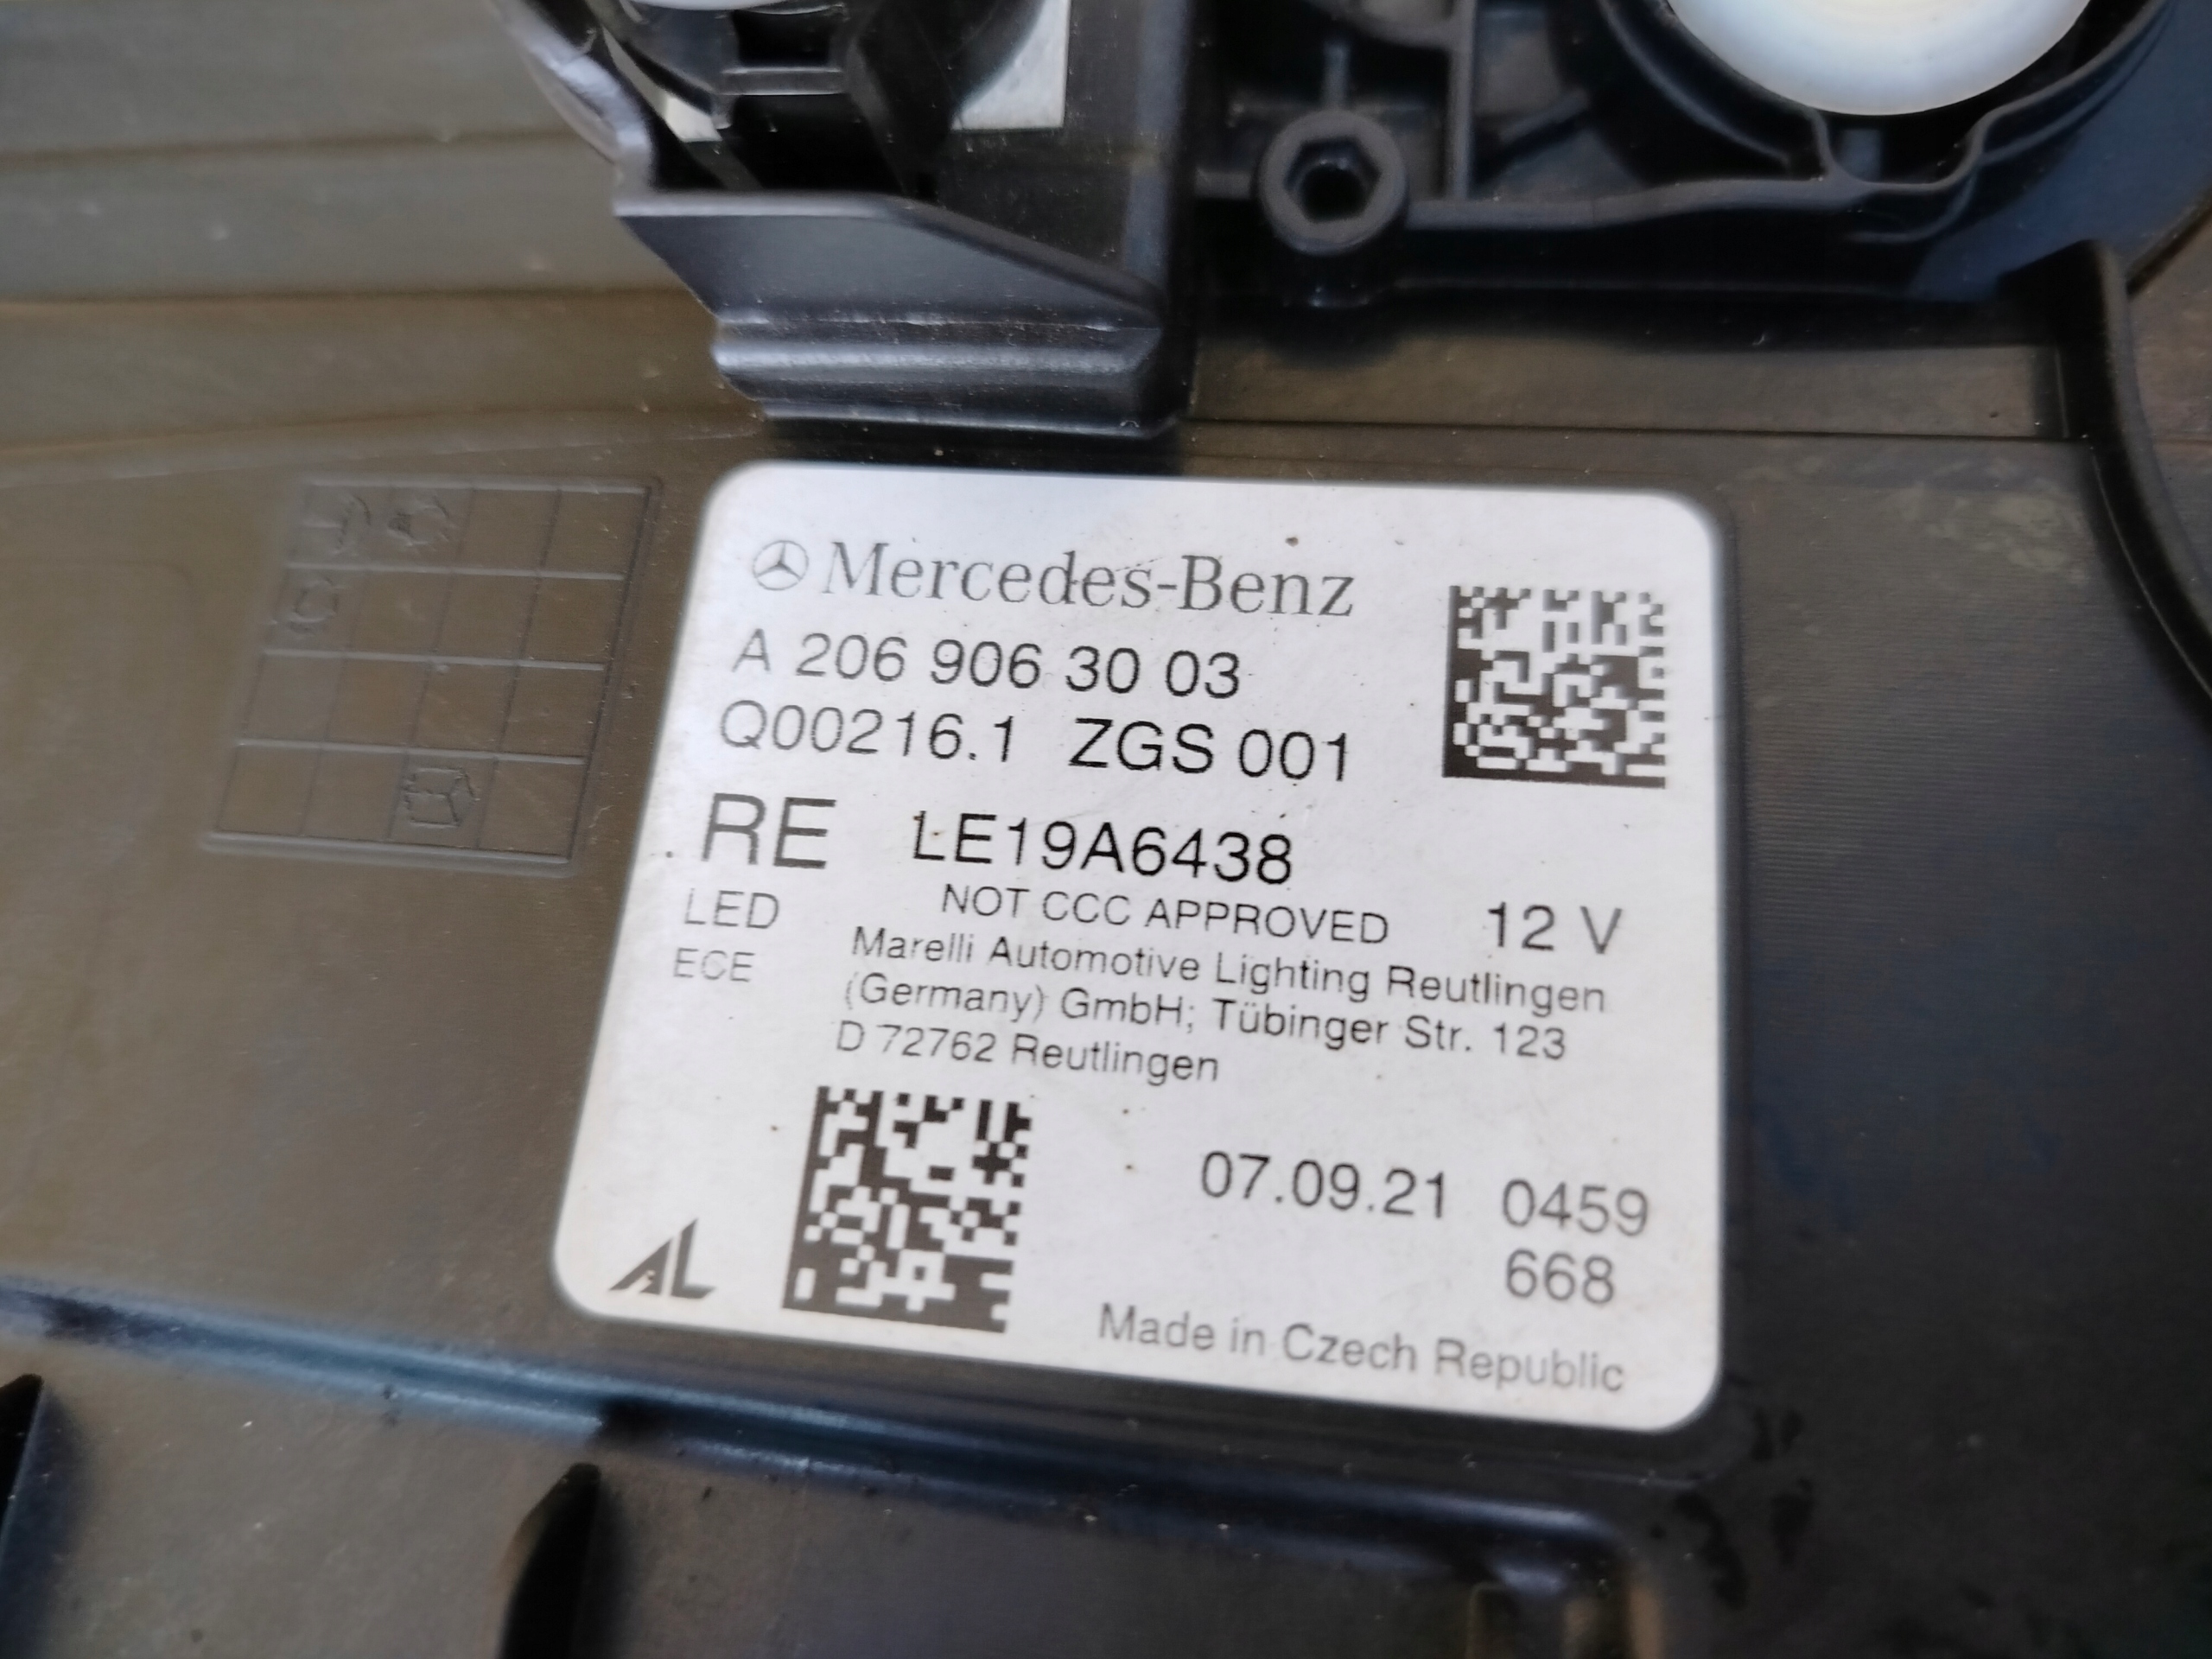 Mercedes-Benz
A 206 906 30 03
Q00216.1 ZGS 001
RE LE19A6438
LED NOT CCC APPROVED 12 V
ECE Marelli Automotive Lighting Reutlingen
(Germany) GmbH; Tübinger Str. 123
D 72762 Reutlingen
07.09.21 0459
668
AL
Made in Czech Republic